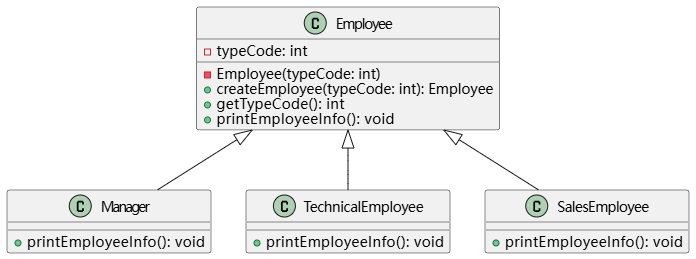 C Employee
typeCode: int
Employee(typeCode: int)
createEmployee(typeCode: int): Employee
getTypeCode(): int
printEmployeeInfo(): void
C Manager
printEmployeeInfo(): void
C TechnicalEmployee
printEmployeeInfo(): void
C SalesEmployee
printEmployeeInfo(): void